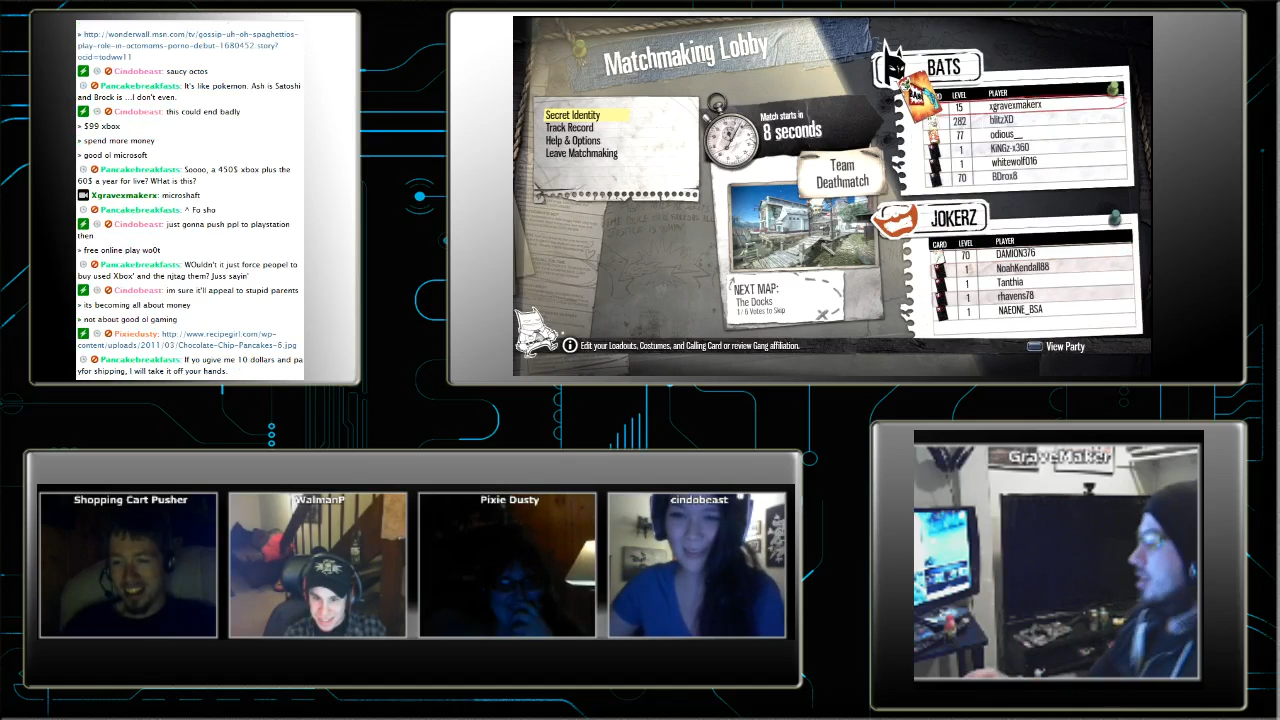 » http://wonderwall.msn.com/tv/gossip-uh-oh-spaghettios-
play-role-in-octomoms-porno-debut-1680452.story?
ocid=todww11
Cindobeast: saucy octos
Pancakebreakfasts: It's like pokemon. Ash is Satoshi
and Brock is ...I don't even.
Cindobeast: this could end badly
» $99 xbox
» spend more money
» good ol microsoft
Pancakebreakfasts: Soooo, a 450$ xbox plus the
60$ a year for live? WHat is this?
Xgravexmakerx: microshaft
Pancakebreakfasts: ^ Fo sho
Cindobeast: just gonna push ppl to playstation
then
» free online play wo0t
Pancakebreakfasts: WOuldn't it just force peopel to
buy used Xbox' and the njtag them? Juss sayin'
Cindobeast: im sure it'll appeal to stupid parents
» its becoming all about money
» not about good ol gaming
Pixiedusty: http://www.recipegirl.com/wp-
content/uploads/2011/03/Chocolate-Chip-Pancakes-6.jpg
Pancakebreakfasts: If yo ugive me 10 dollars and pa
yfor shipping, I will take it off your hands.
Matchmaking Lobby
Secret Identity
Track Record
Help & Options
Leave Matchmaking
Match starts in
8 seconds
Team
Deathmatch
NEXT MAP:
The Docks
1/6 Votes to Skip
BATS
LEVEL PLAYER
15 xgravexmakerx
282 blitzXD
77 odious__
1 KiNGz-x360
1 whitewolf016
70 BDrox8
JOKERZ
CARD LEVEL PLAYER
70 DAMION376
1 NoahKendall88
1 Tanthia
1 rhavens78
1 NAEONE_BSA
Edit your Loadouts, Costumes, and Calling Card or review Gang affiliation.
View Party
Shopping Cart Pusher
WalmanP
Pixie Dusty
cindobeast
GraveMaker